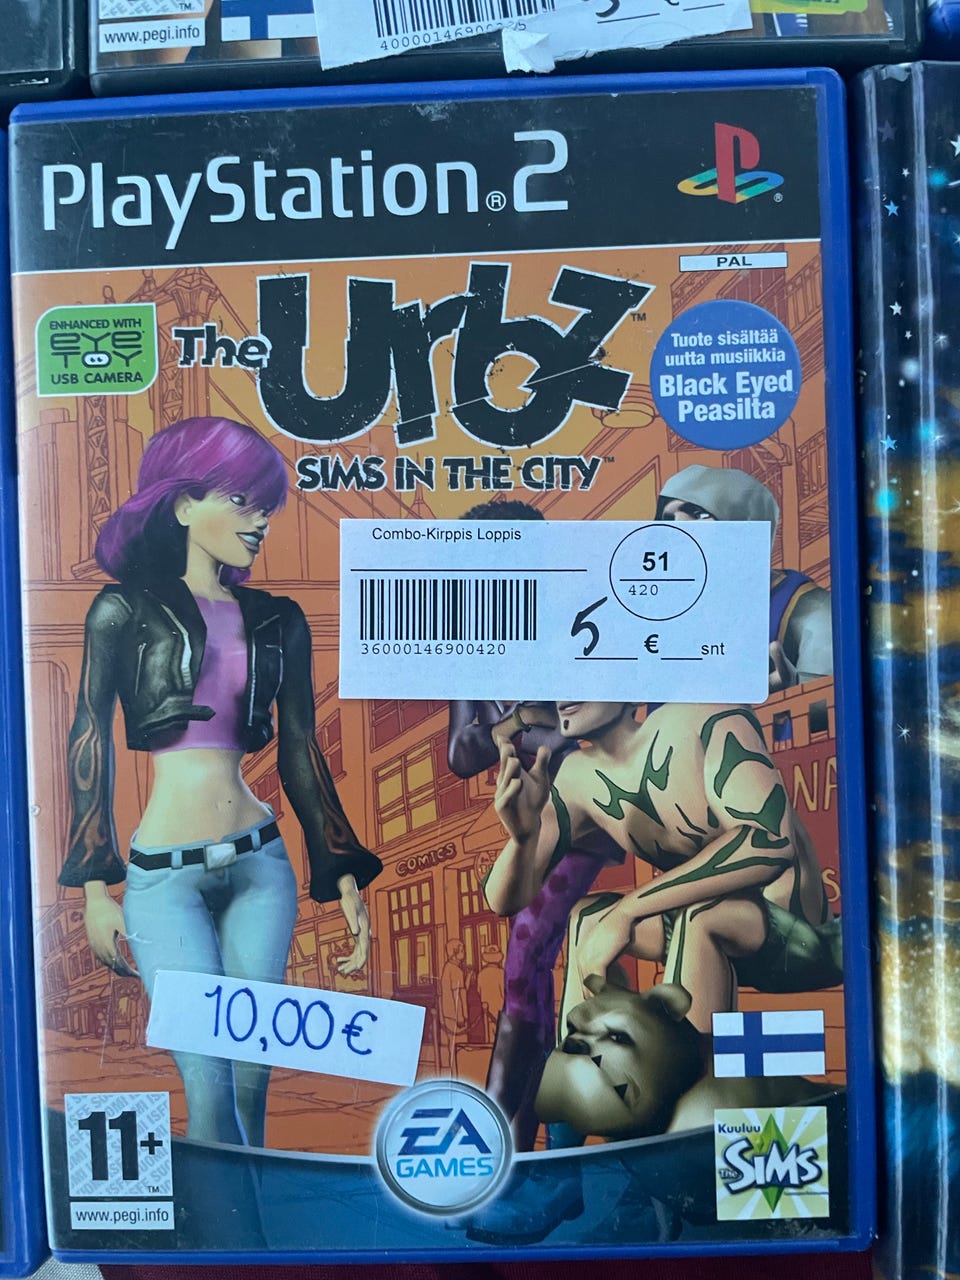 www.pegi.info
PlayStation®2
PAL
ENHANCED WITH
EYE
TOY
USB CAMERA
The Urbz™
SIMS IN THE CITY™
Tuote sisältää
uutta musiikkia
Black Eyed
Peasilta
Combo-Kirppis Loppis
51
420
36000146900420
5 € snt
COMICS
10,00€
11+
™
www.pegi.info
EA
GAMES™
Kuuluu
The SIMS